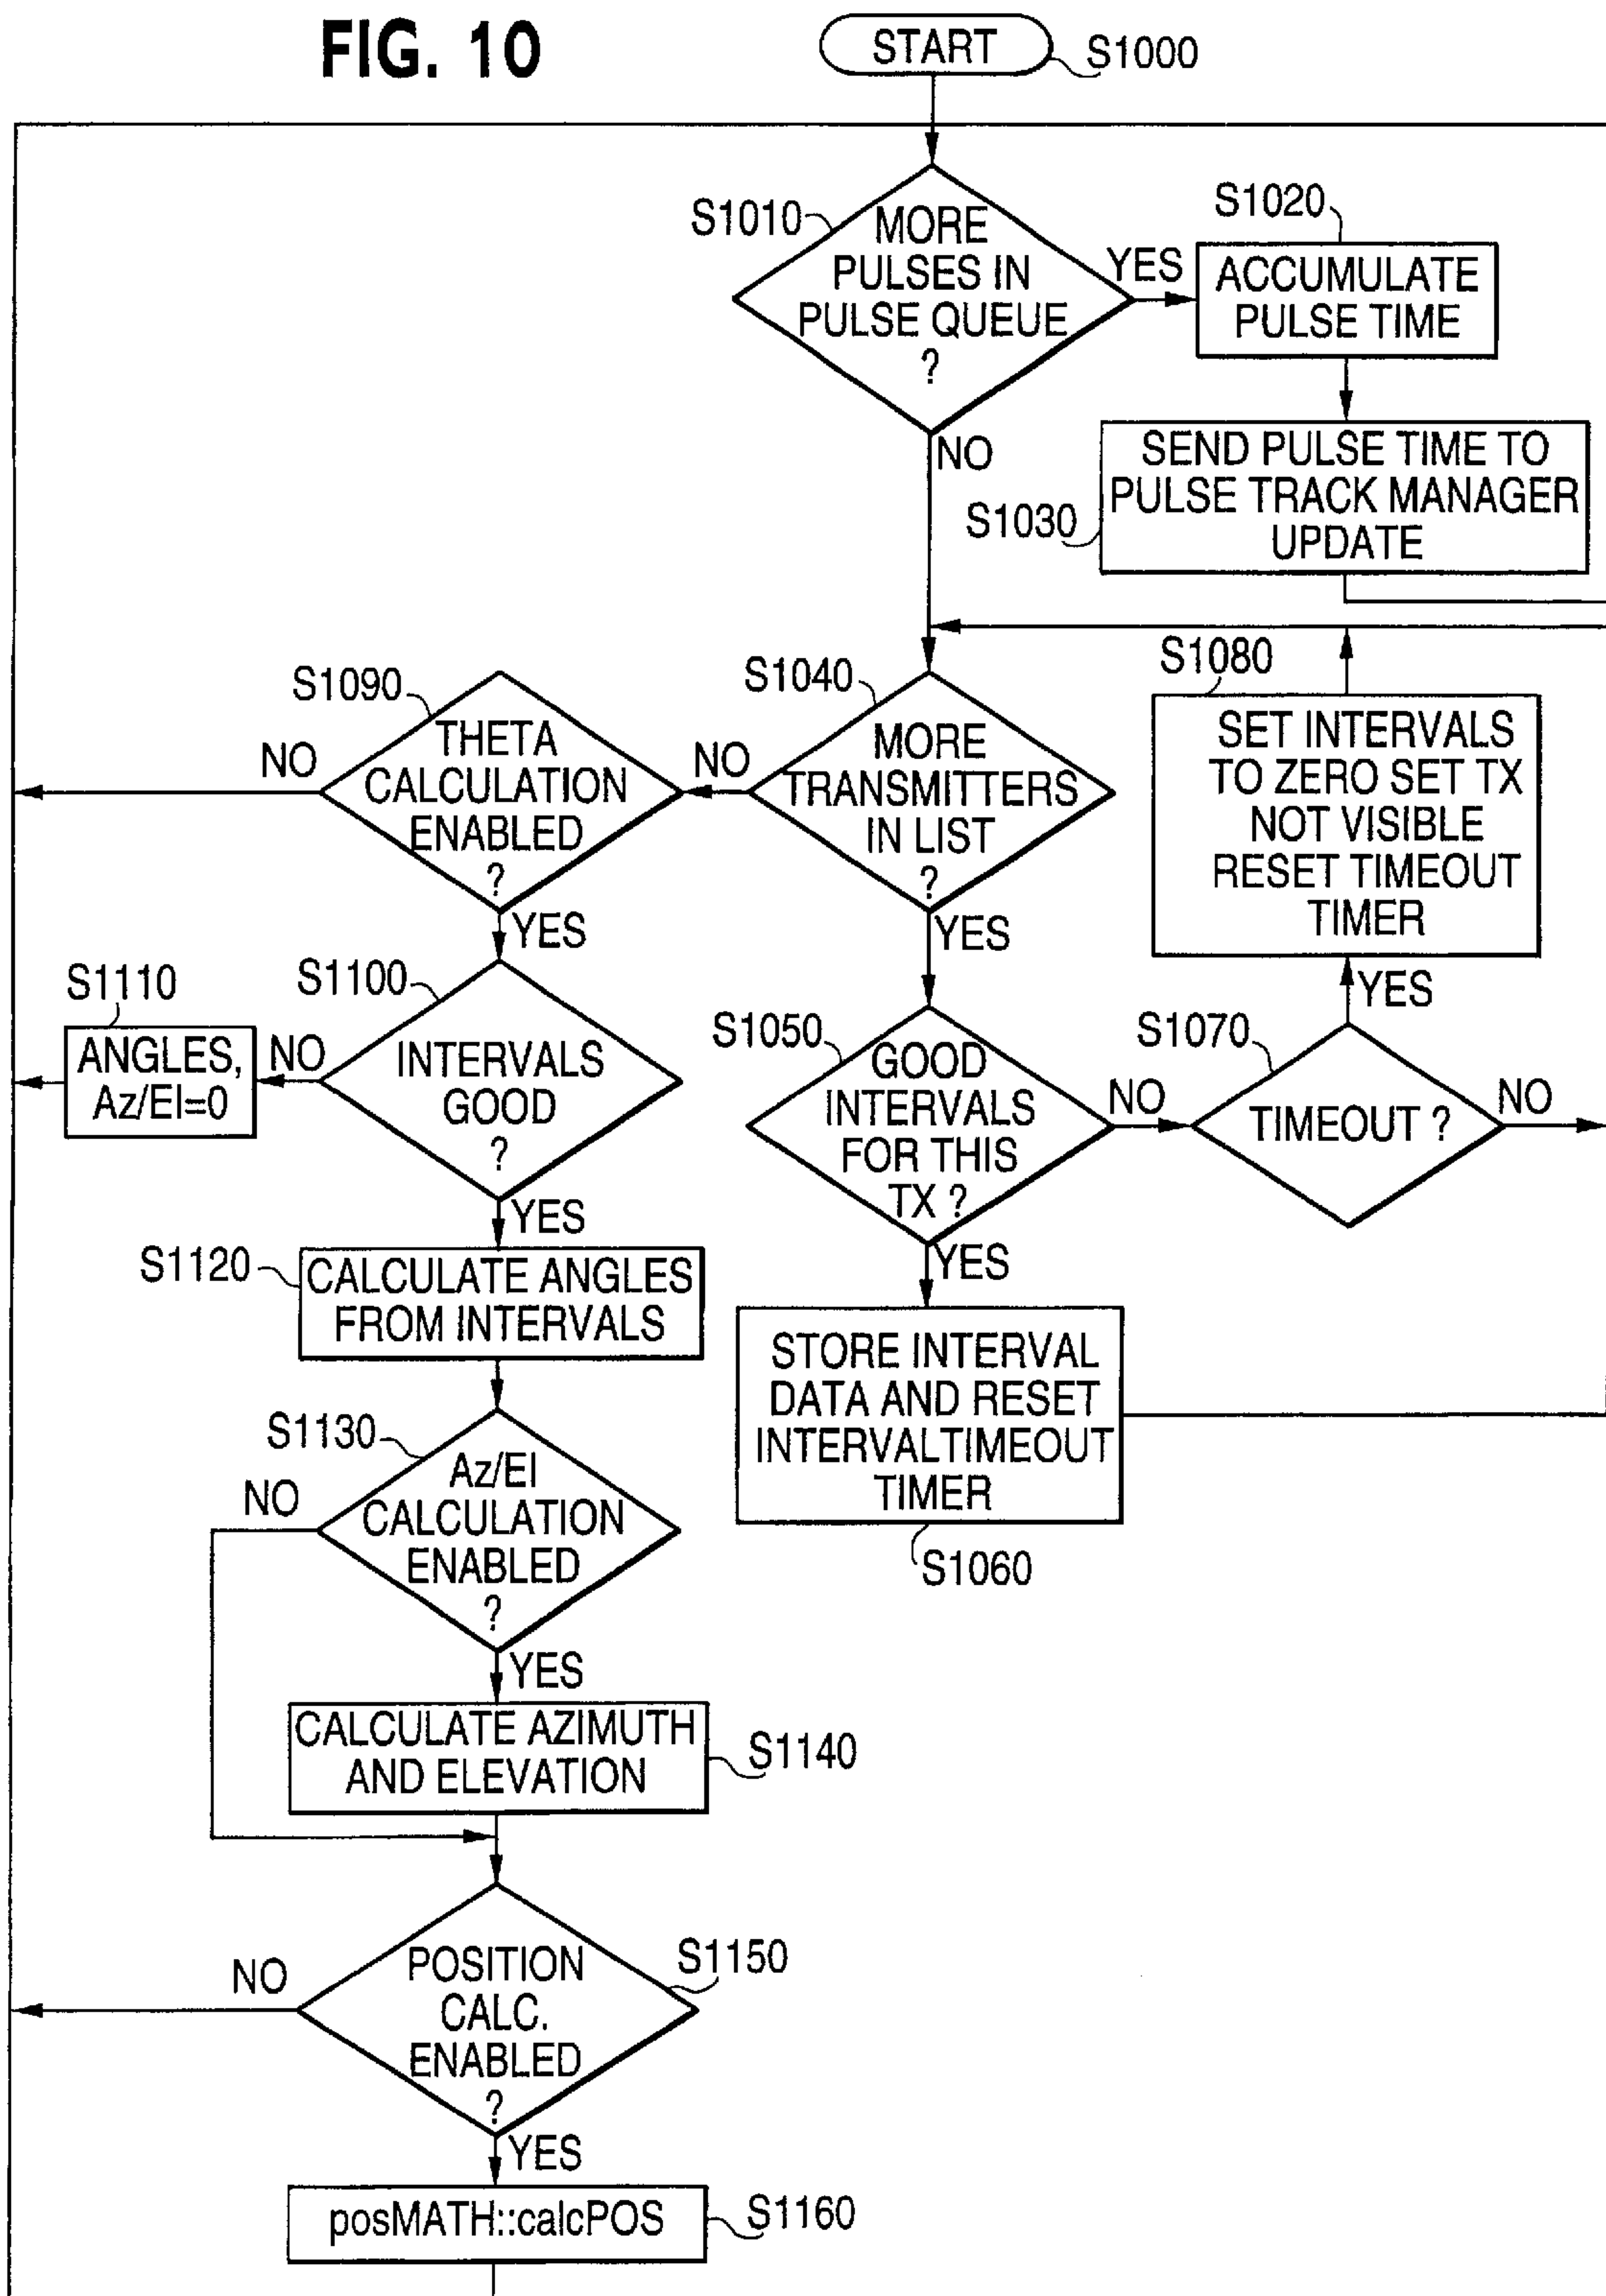 FIG. 10
START
S1000
S1010
MORE
PULSES IN
PULSE QUEUE
?
YES
NO
S1020
ACCUMULATE
PULSE TIME
S1030
SEND PULSE TIME TO
PULSE TRACK MANAGER
UPDATE
S1040
MORE
TRANSMITTERS
IN LIST
?
NO
YES
S1050
GOOD
INTERVALS
FOR THIS
TX ?
NO
YES
S1060
STORE INTERVAL
DATA AND RESET
INTERVALTIMEOUT
TIMER
S1070
TIMEOUT ?
NO
YES
S1080
SET INTERVALS
TO ZERO SET TX
NOT VISIBLE
RESET TIMEOUT
TIMER
S1090
THETA
CALCULATION
ENABLED
?
NO
YES
S1100
INTERVALS
GOOD
?
NO
YES
S1110
ANGLES,
Az/El=0
S1120
CALCULATE ANGLES
FROM INTERVALS
S1130
Az/El
CALCULATION
ENABLED
?
NO
YES
CALCULATE AZIMUTH
AND ELEVATION
S1140
POSITION
CALC.
ENABLED
?
S1150
NO
YES
posMATH::calcPOS
S1160